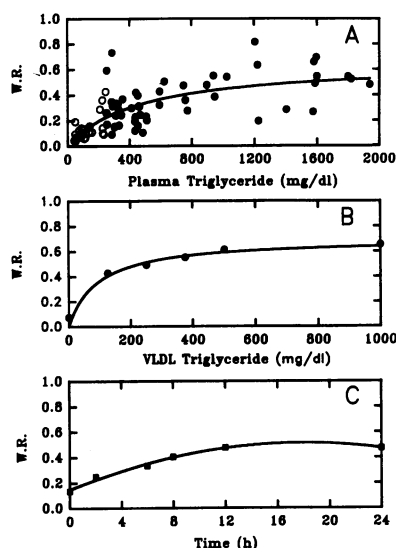 A
1.0
0.8
0.6
0.4
0.2
0.0
W.R.
0 400 800 1200 1600 2000
Plasma Triglyceride (mg/dl)
B
1.0
0.8
0.6
0.4
0.2
0.0
W.R.
0 200 400 600 800 1000
VLDL Triglyceride (mg/dl)
C
1.0
0.8
0.6
0.4
0.2
0.0
W.R.
0 4 8 12 16 20 24
Time (h)